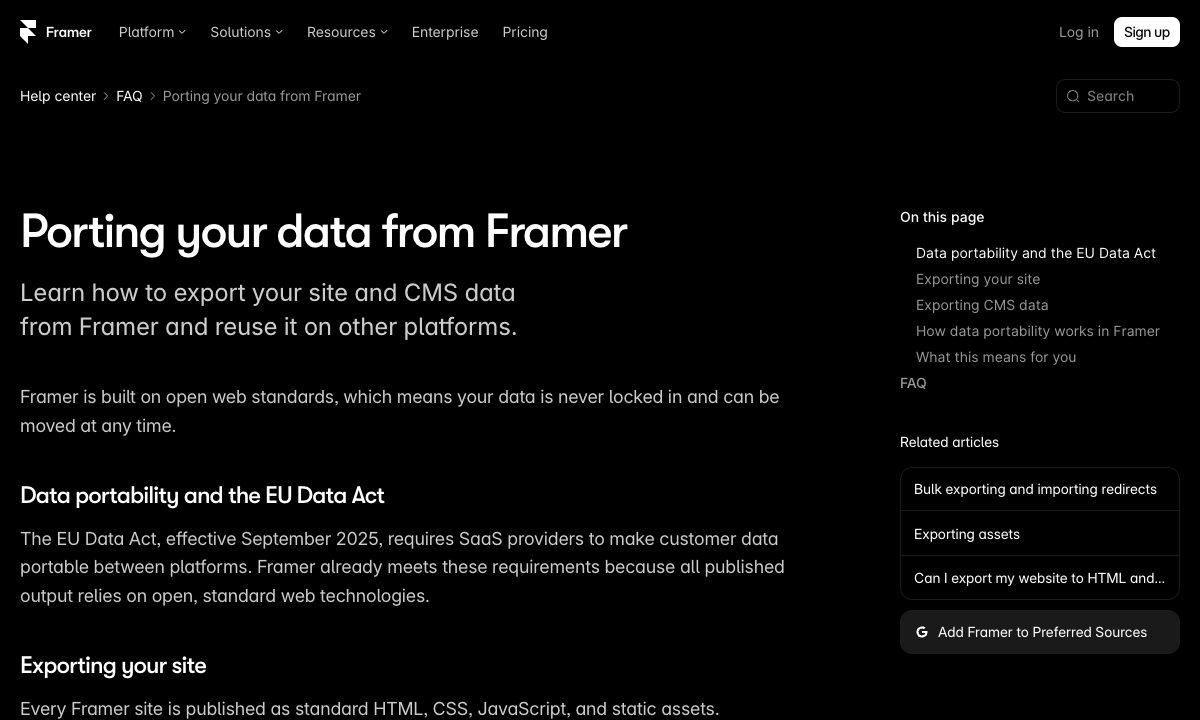 Framer
Platform
Solutions
Resources
Enterprise
Pricing
Log in
Sign up
Help center
FAQ
Porting your data from Framer
Search
Porting your data from Framer
Learn how to export your site and CMS data
from Framer and reuse it on other platforms.
Framer is built on open web standards, which means your data is never locked in and can be
moved at any time.
Data portability and the EU Data Act
The EU Data Act, effective September 2025, requires SaaS providers to make customer data
portable between platforms. Framer already meets these requirements because all published
output relies on open, standard web technologies.
Exporting your site
Every Framer site is published as standard HTML, CSS, JavaScript, and static assets.
On this page
Data portability and the EU Data Act
Exporting your site
Exporting CMS data
How data portability works in Framer
What this means for you
FAQ
Related articles
Bulk exporting and importing redirects
Exporting assets
Can I export my website to HTML and...
Add Framer to Preferred Sources